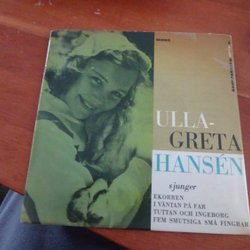 ULLA-
GRETA
HANSÉN
sjunger
EKORREN
I VÄNTAN PÅ FAR
TUTTAN OCH INGEBORG
FEM SMUTSIGA SMÅ FINGRAR